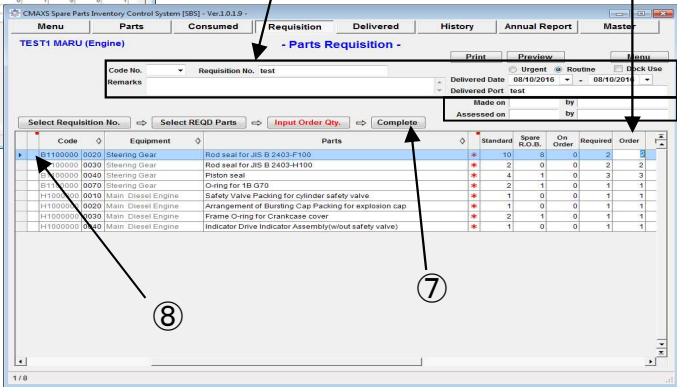 CMAXS Spare Parts Inventory Control System [SBS] - Ver.1.0.1.9 -
Menu Parts Consumed Requisition Delivered History Annual Report Master
TEST1 MARU (Engine) - Parts Requisition -
Print Preview Menu
Code No. Requisition No. test Urgent Routine Dock Use
Remarks Delivered Date 08/10/2016 - 08/10/2016
Delivered Port test
Made on by
Assessed on by
Select Requisition No. ⇨ Select REQD Parts ⇨ Input Order Qty. ⇨ Complete
Code Equipment Parts Standard Spare R.O.B. On Order Required Order
B1100000 0020 Steering Gear Rod seal for JIS B 2403-F100 * 10 8 0 2 2
B1100000 0030 Steering Gear Rod seal for JIS B 2403-H100 * 2 0 0 2 2
B1100000 0040 Steering Gear Piston seal * 4 1 0 3 3
B1100000 0070 Steering Gear O-ring for 1B G70 * 2 1 0 1 1
H1000000 0010 Main Diesel Engine Safety Valve Packing for cylinder safety valve * 1 0 0 1 1
H1000000 0020 Main Diesel Engine Arrangement of Bursting Cap Packing for explosion cap * 1 0 0 1 1
H1000000 0030 Main Diesel Engine Frame O-ring for Crankcase cover * 2 1 0 1 1
H1000000 0040 Main Diesel Engine Indicator Drive Indicator Assembly(w/out safety valve) * 1 0 0 1 1
⑦
⑧
1 / 8